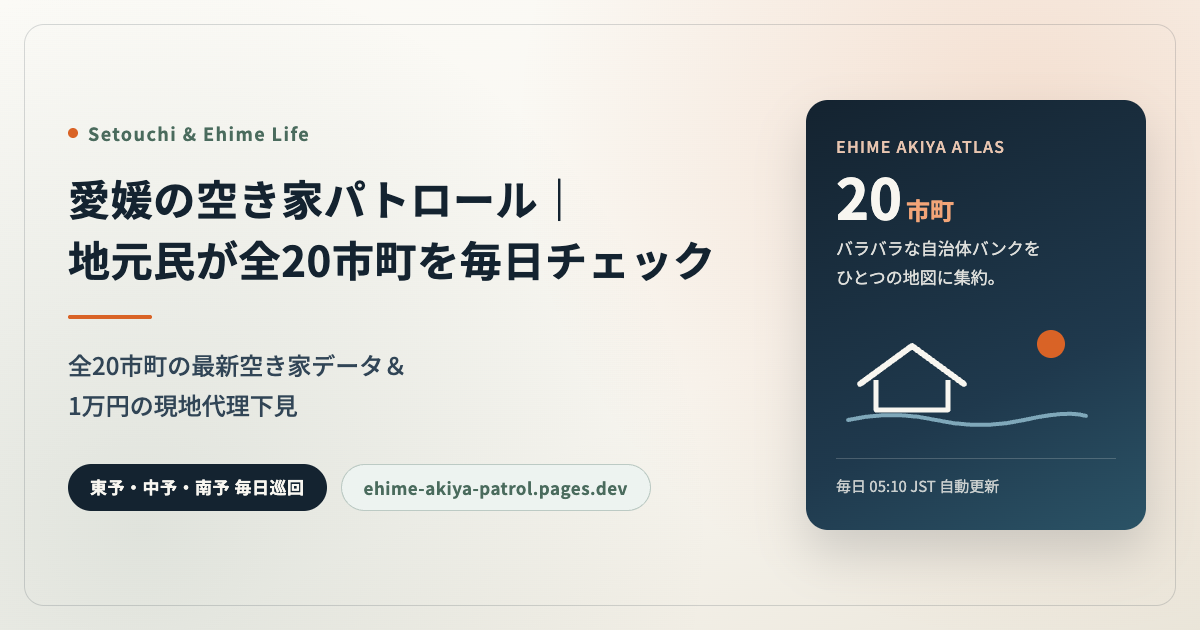 Setouchi & Ehime Life
愛媛の空き家パトロール｜
地元民が全20市町を毎日チェック
全20市町の最新空き家データ＆
1万円の現地代理下見
東予・中予・南予 毎日巡回
ehime-akiya-patrol.pages.dev
EHIME AKIYA ATLAS
20市町
バラバラな自治体バンクを
ひとつの地図に集約。
毎日 05:10 JST 自動更新